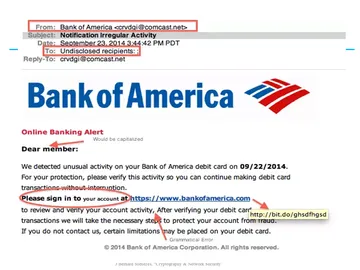 From: Bank of America <crvdgi@comcast.net>
Subject: Notification Irregular Activity
Date: September 23, 2014 3:44:42 PM PDT
To: Undisclosed recipients: ;
Reply-To: crvdgi@comcast.net
Bank of America
Online Banking Alert
Would be capitalized
Dear member:
We detected unusual activity on your Bank of America debit card on 09/22/2014.
For your protection, please verify this activity so you can continue making debit card
transactions without interruption.
Please sign in to your account at https://www.bankofamerica.com
http://bit.do/ghsdfhgsd
to review and verify your account activity, After verifying your debit card
transactions we will take the necessary steps to protect your account from fraud.
If you do not contact us, certain limitations may be placed on your debit card.
Grammatical Error
© 2014 Bank of America Corporation. All rights reserved.